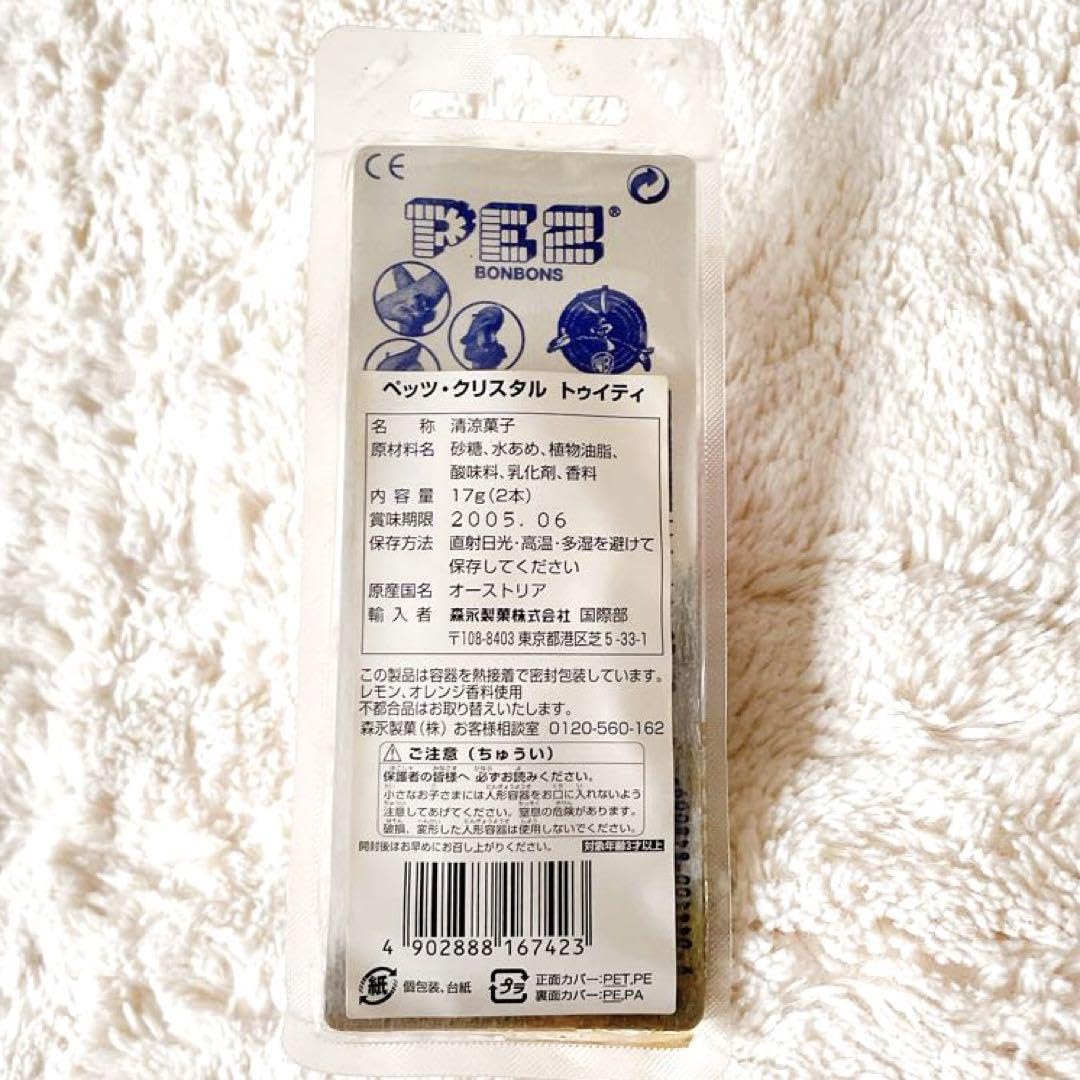 CE
PEZ®
BONBONS
ペッツ・クリスタル トゥイティ
名称 清涼菓子
原材料名 砂糖、水あめ、植物油脂、
酸味料、乳化剤、香料
内容量 17g(2本)
賞味期限 2005.06
保存方法 直射日光・高温・多湿を避けて
保存してください
原産国名 オーストリア
輸入者 森永製菓株式会社 国際部
〒108-8403 東京都港区芝5-33-1
この製品は容器を熱接着で密封包装しています。
レモン、オレンジ香料使用
不都合品はお取り替えいたします。
森永製菓(株) お客様相談室 0120-560-162
⚠ ご注意(ちゅうい)
保護者の皆様へ 必ずお読みください。
小さなお子さまには人形容器をお口に入れないよう
注意してあげてください。窒息の危険があります。
破損、変形した人形容器は使用しないでください。
開封後はお早めにお召し上がりください。 対象年齢3才以上
4 902888 167423
紙 個包装、台紙 プラ 正面カバー:PET,PE
裏面カバー:PE,PA